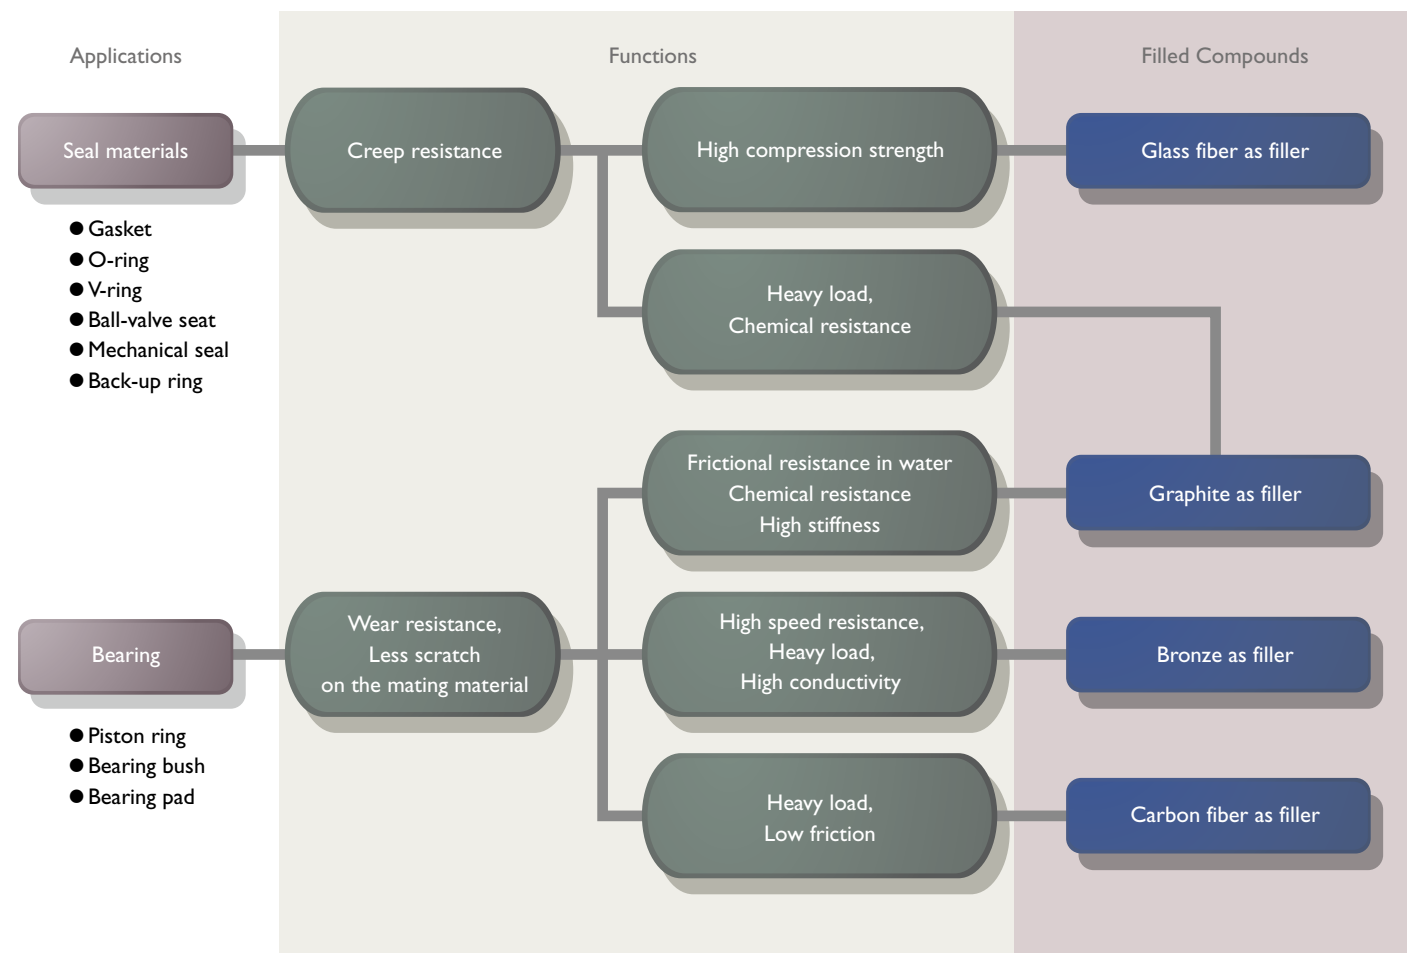 Applications
Functions
Filled Compounds
Seal materials
Creep resistance
High compression strength
Glass fiber as filler
● Gasket
● O-ring
● V-ring
● Ball-valve seat
● Mechanical seal
● Back-up ring
Heavy load,
Chemical resistance
Frictional resistance in water
Chemical resistance
High stiffness
Graphite as filler
Bearing
Wear resistance,
Less scratch
on the mating material
High speed resistance,
Heavy load,
High conductivity
Bronze as filler
● Piston ring
● Bearing bush
● Bearing pad
Heavy load,
Low friction
Carbon fiber as filler